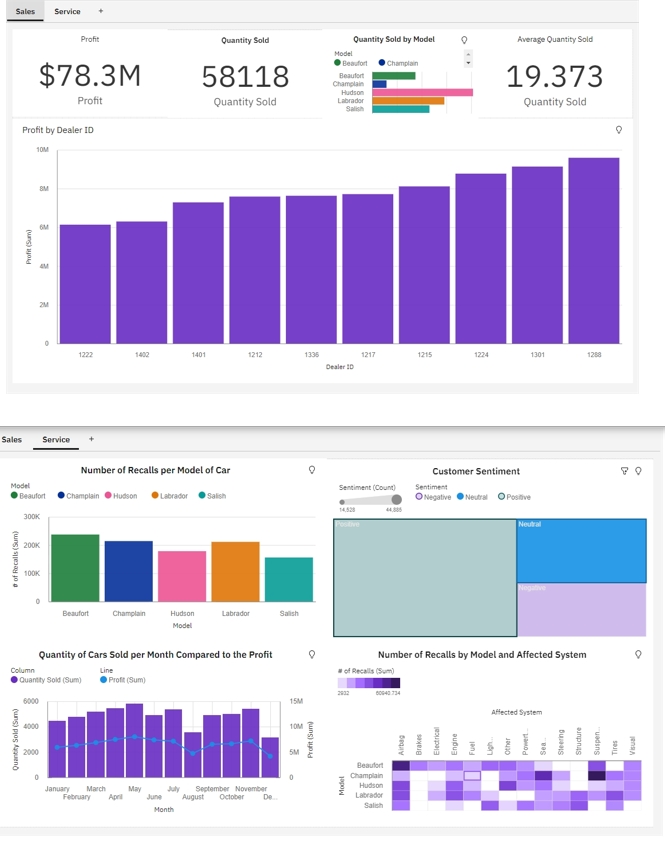 Sales Service +
Profit
$78.3M
Profit
Quantity Sold
58118
Quantity Sold
Quantity Sold by Model
Model
Beaufort Champlain
Beaufort
Champlain
Hudson
Labrador
Salish
Average Quantity Sold
19.373
Quantity Sold
Profit by Dealer ID
10M
8M
6M
4M
2M
0
Profit (Sum)
1222 1402 1401 1212 1336 1217 1215 1224 1301 1288
Dealer ID
Sales Service +
Number of Recalls per Model of Car
Model
Beaufort Champlain Hudson Labrador Salish
300K
200K
100K
0
# of Recalls (Sum)
Beaufort Champlain Hudson Labrador Salish
Model
Customer Sentiment
Sentiment (Count)
14,528 44,885
Sentiment
Negative Neutral Positive
Positive
Neutral
Negative
Quantity of Cars Sold per Month Compared to the Profit
Column
Quantity Sold (Sum)
Line
Profit (Sum)
6000
4000
2000
0
Quantity Sold (Sum)
15M
10M
5M
0
Profit (Sum)
January March May July September November
February April June August October De...
Month
Number of Recalls by Model and Affected System
# of Recalls (Sum)
2932 60940.734
Affected System
Airbag Brakes Electrical Engine Fuel Ligh... Other Powert... Sea... Steering Structure Suspen... Tires Visual
Model
Beaufort
Champlain
Hudson
Labrador
Salish